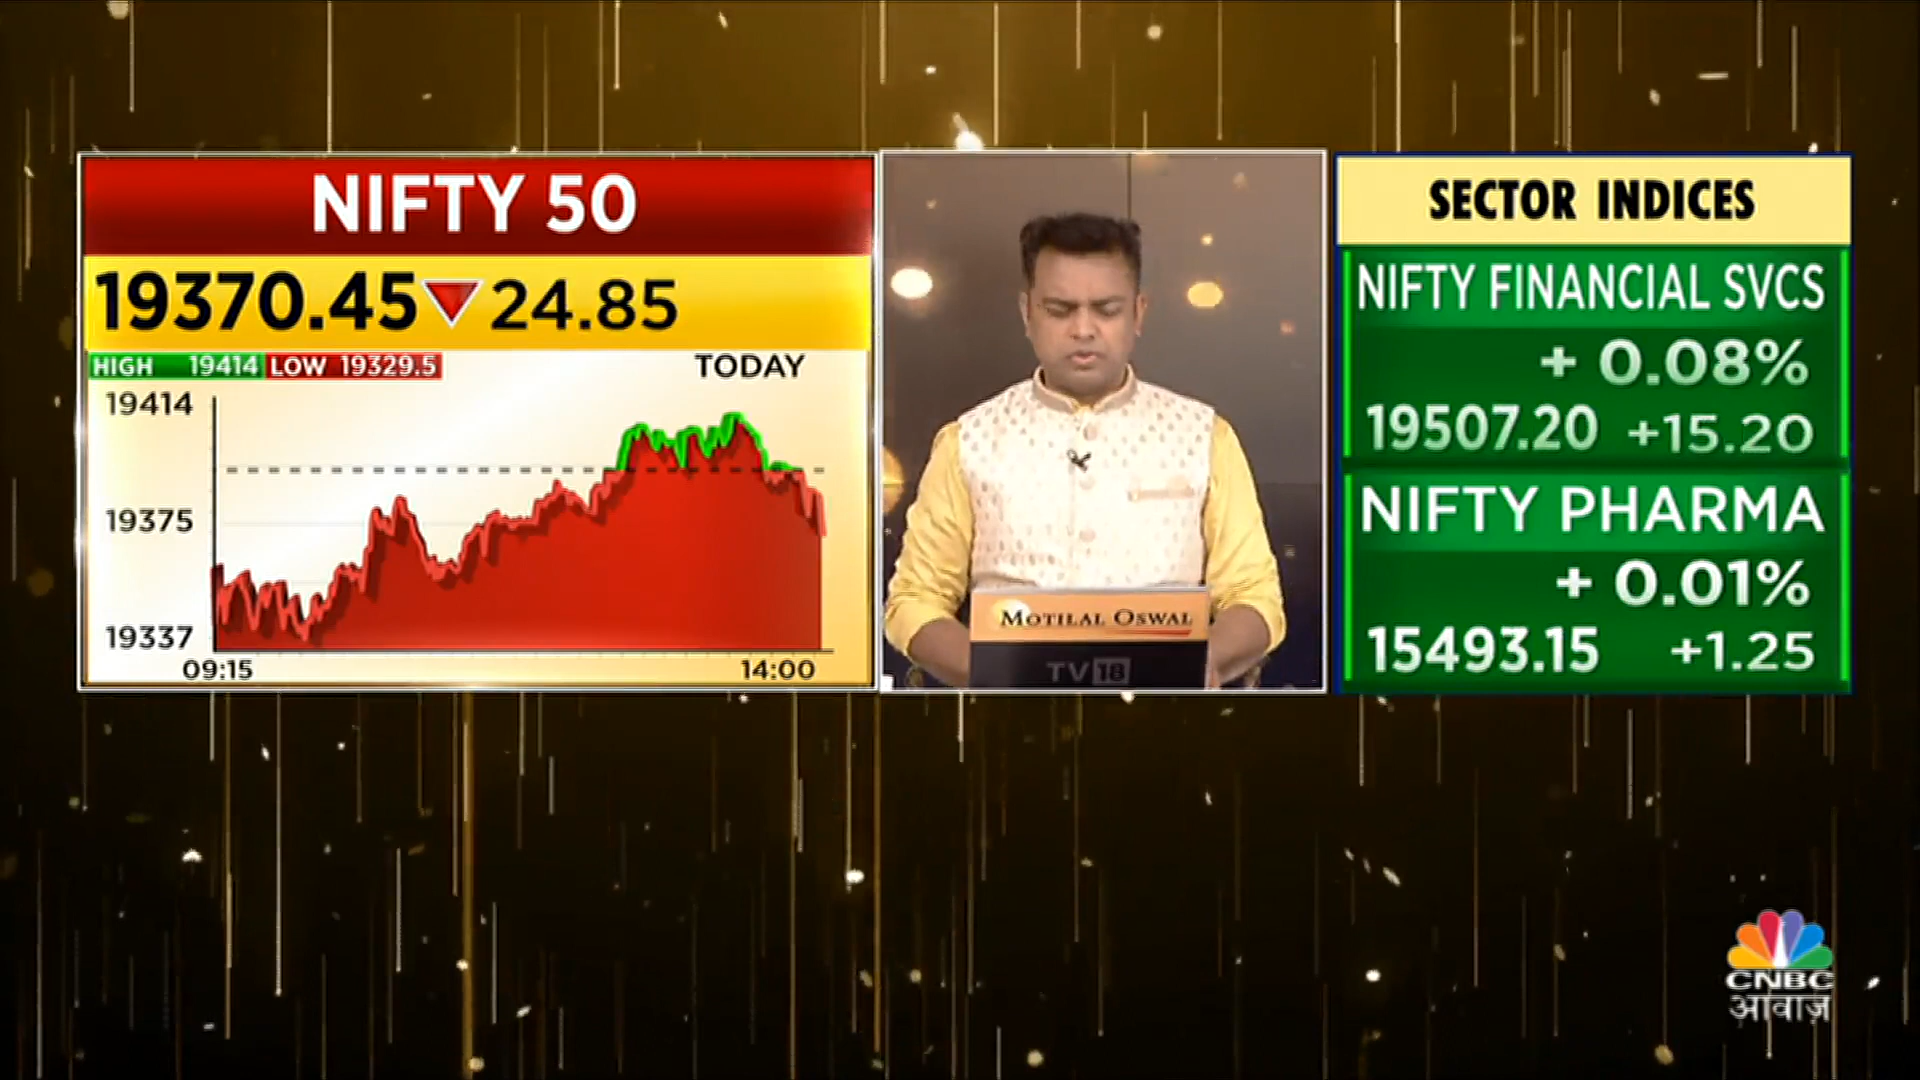 NIFTY 50
19370.45 24.85
HIGH 19414 LOW 19329.5 TODAY
19414
19375
19337
09:15 14:00
MOTILAL OSWAL
TV18
SECTOR INDICES
NIFTY FINANCIAL SVCS
+ 0.08%
19507.20 +15.20
NIFTY PHARMA
+ 0.01%
15493.15 +1.25
CNBC
आवाज़